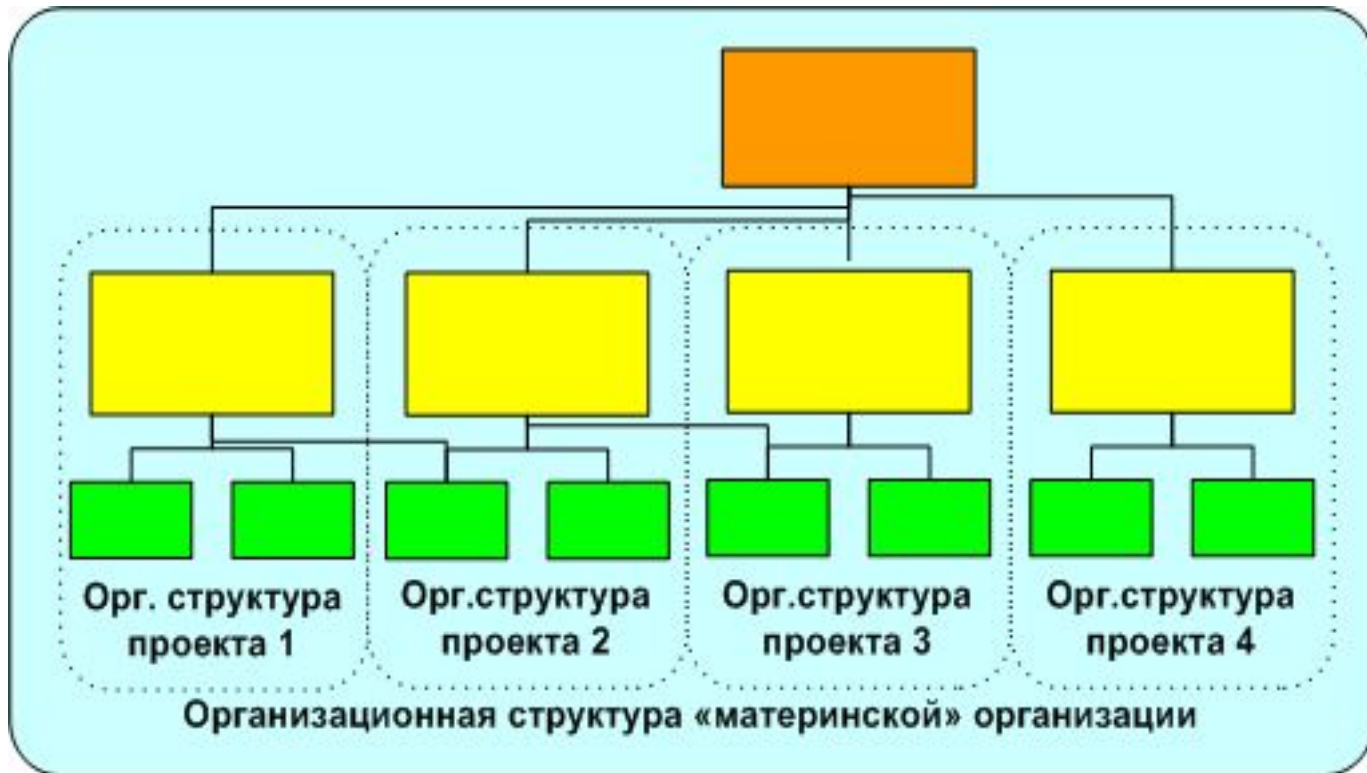 Орг. структура
проекта 1
Орг.структура
проекта 2
Орг.структура
проекта 3
Орг.структура
проекта 4
Организационная структура «материнской» организации